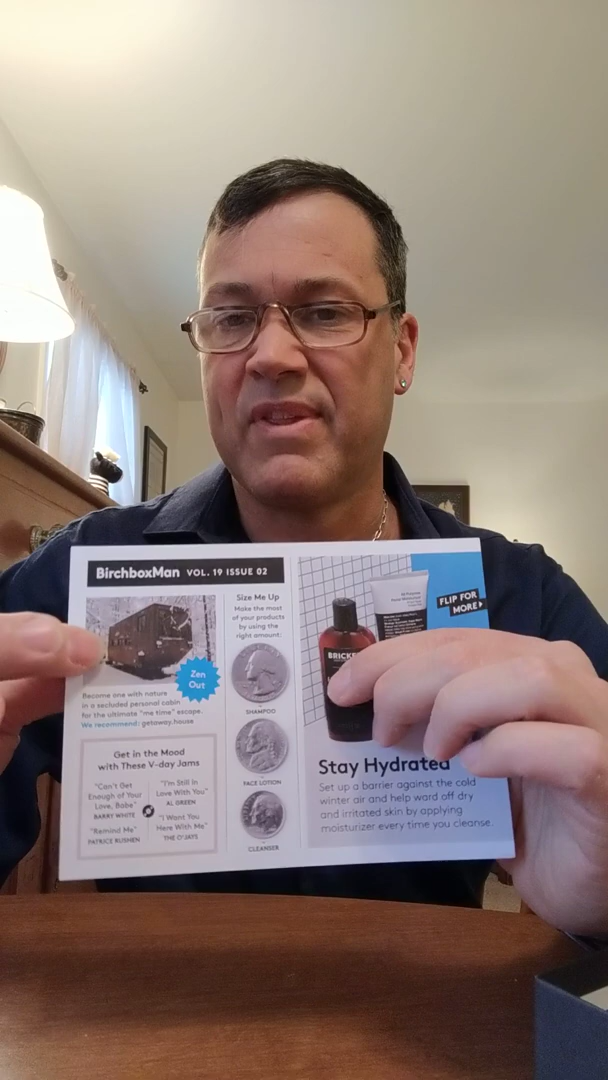 BirchboxMan VOL. 19 ISSUE 02
Zen
Out
Become one with nature
in a secluded personal cabin
for the ultimate "me time" escape.
We recommend: getaway.house
Get in the Mood
with These V-day Jams
"Can't Get
Enough of Your
Love, Babe"
BARRY WHITE
"Remind Me"
PATRICE RUSHEN
"I'm Still in
Love With You"
AL GREEN
"I Want You
Here With Me"
THE O'JAYS
Size Me Up
Make the most
of your products
by using the
right amount:
SHAMPOO
FACE LOTION
CLEANSER
FLIP FOR
MORE
BRICKE
Stay Hydrated
Set up a barrier against the cold
winter air and help ward off dry
and irritated skin by applying
moisturizer every time you cleanse.